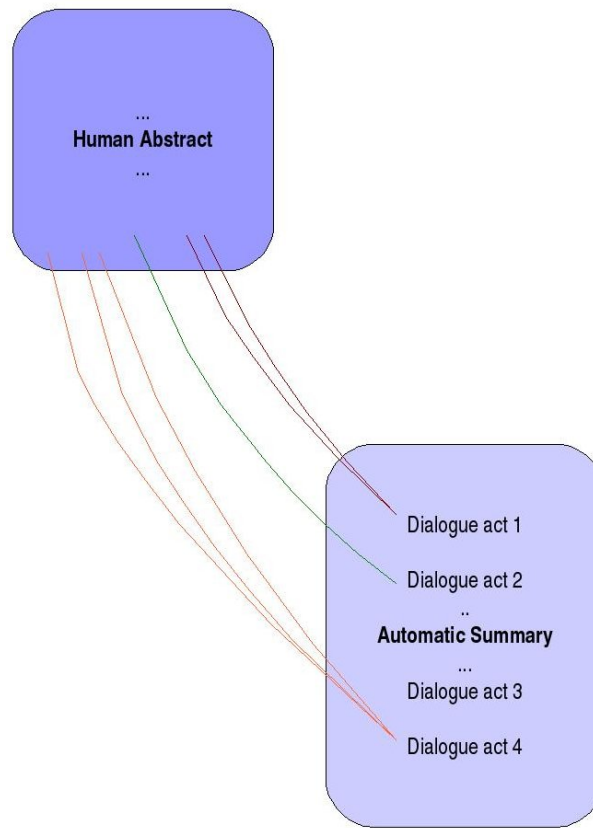 ...
Human Abstract
...
Dialogue act 1
Dialogue act 2
..
Automatic Summary
...
Dialogue act 3
Dialogue act 4